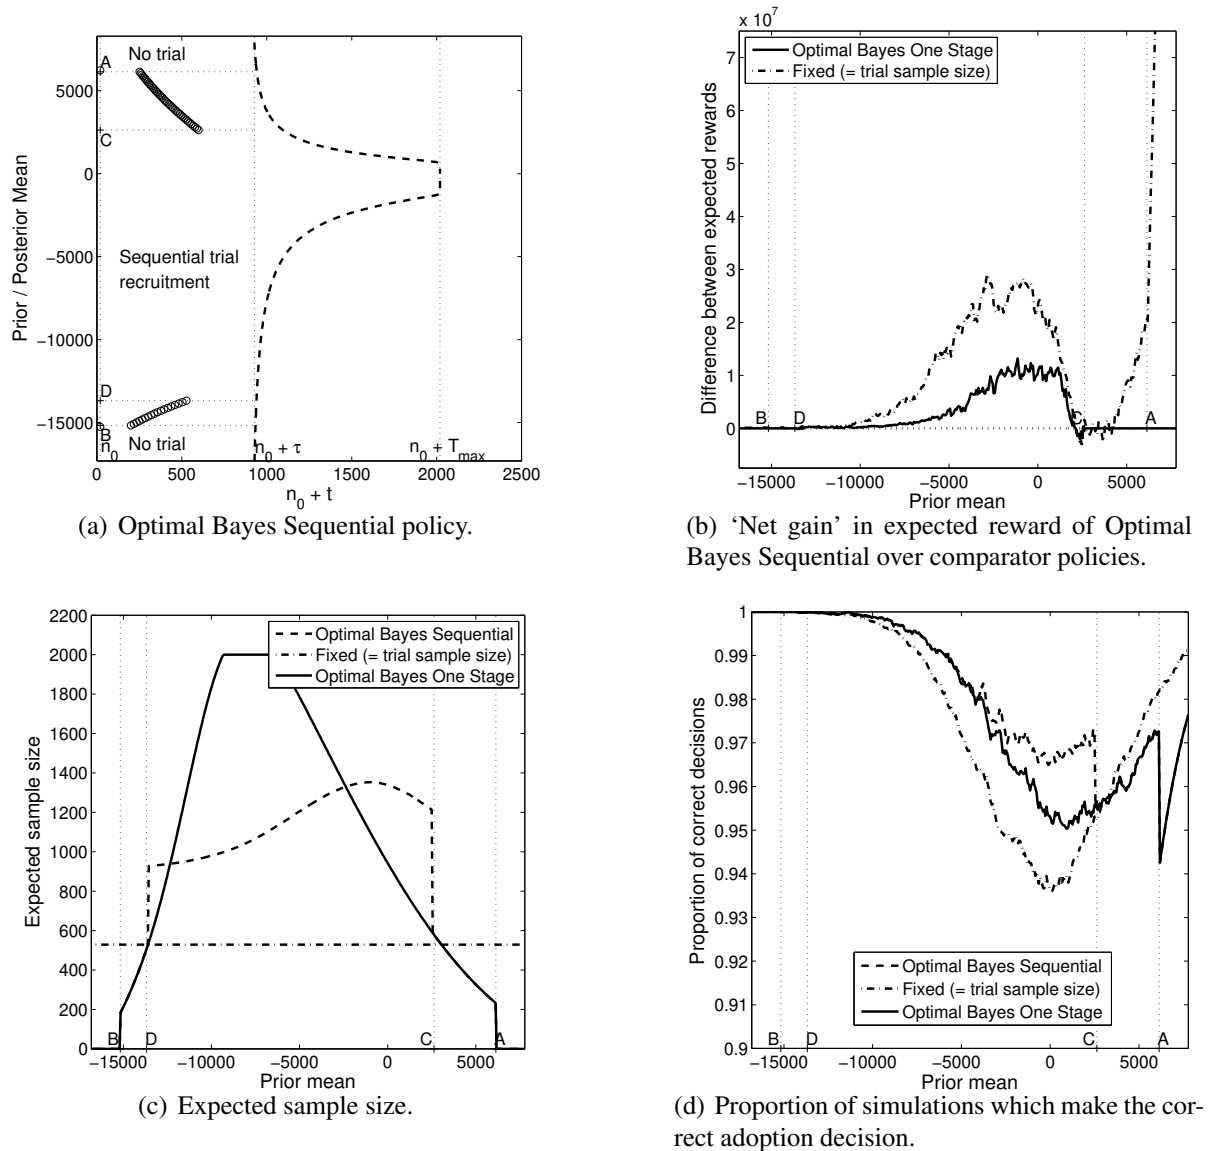 No trial
A
C
Sequential trial
recruitment
D
B
No trial
n0
n0 + τ
n0 + Tmax
5000
0
−5000
−10000
−15000
0
500
1000
1500
2000
2500
Prior / Posterior Mean
n0 + t
(a) Optimal Bayes Sequential policy.
x 10^7
Optimal Bayes One Stage
Fixed (= trial sample size)
7
6
5
4
3
2
1
0
B
D
C
A
−15000
−10000
−5000
0
5000
Difference between expected rewards
Prior mean
(b) ‘Net gain’ in expected reward of Optimal
Bayes Sequential over comparator policies.
2200
2000
1800
1600
1400
1200
1000
800
600
400
200
0
Optimal Bayes Sequential
Fixed (= trial sample size)
Optimal Bayes One Stage
B
D
C
A
−15000
−10000
−5000
0
5000
Expected sample size
Prior mean
(c) Expected sample size.
1
0.99
0.98
0.97
0.96
0.95
0.94
0.93
0.92
0.91
0.9
Optimal Bayes Sequential
Fixed (= trial sample size)
Optimal Bayes One Stage
B
D
C
A
−15000
−10000
−5000
0
5000
Proportion of correct decisions
Prior mean
(d) Proportion of simulations which make the cor-
rect adoption decision.